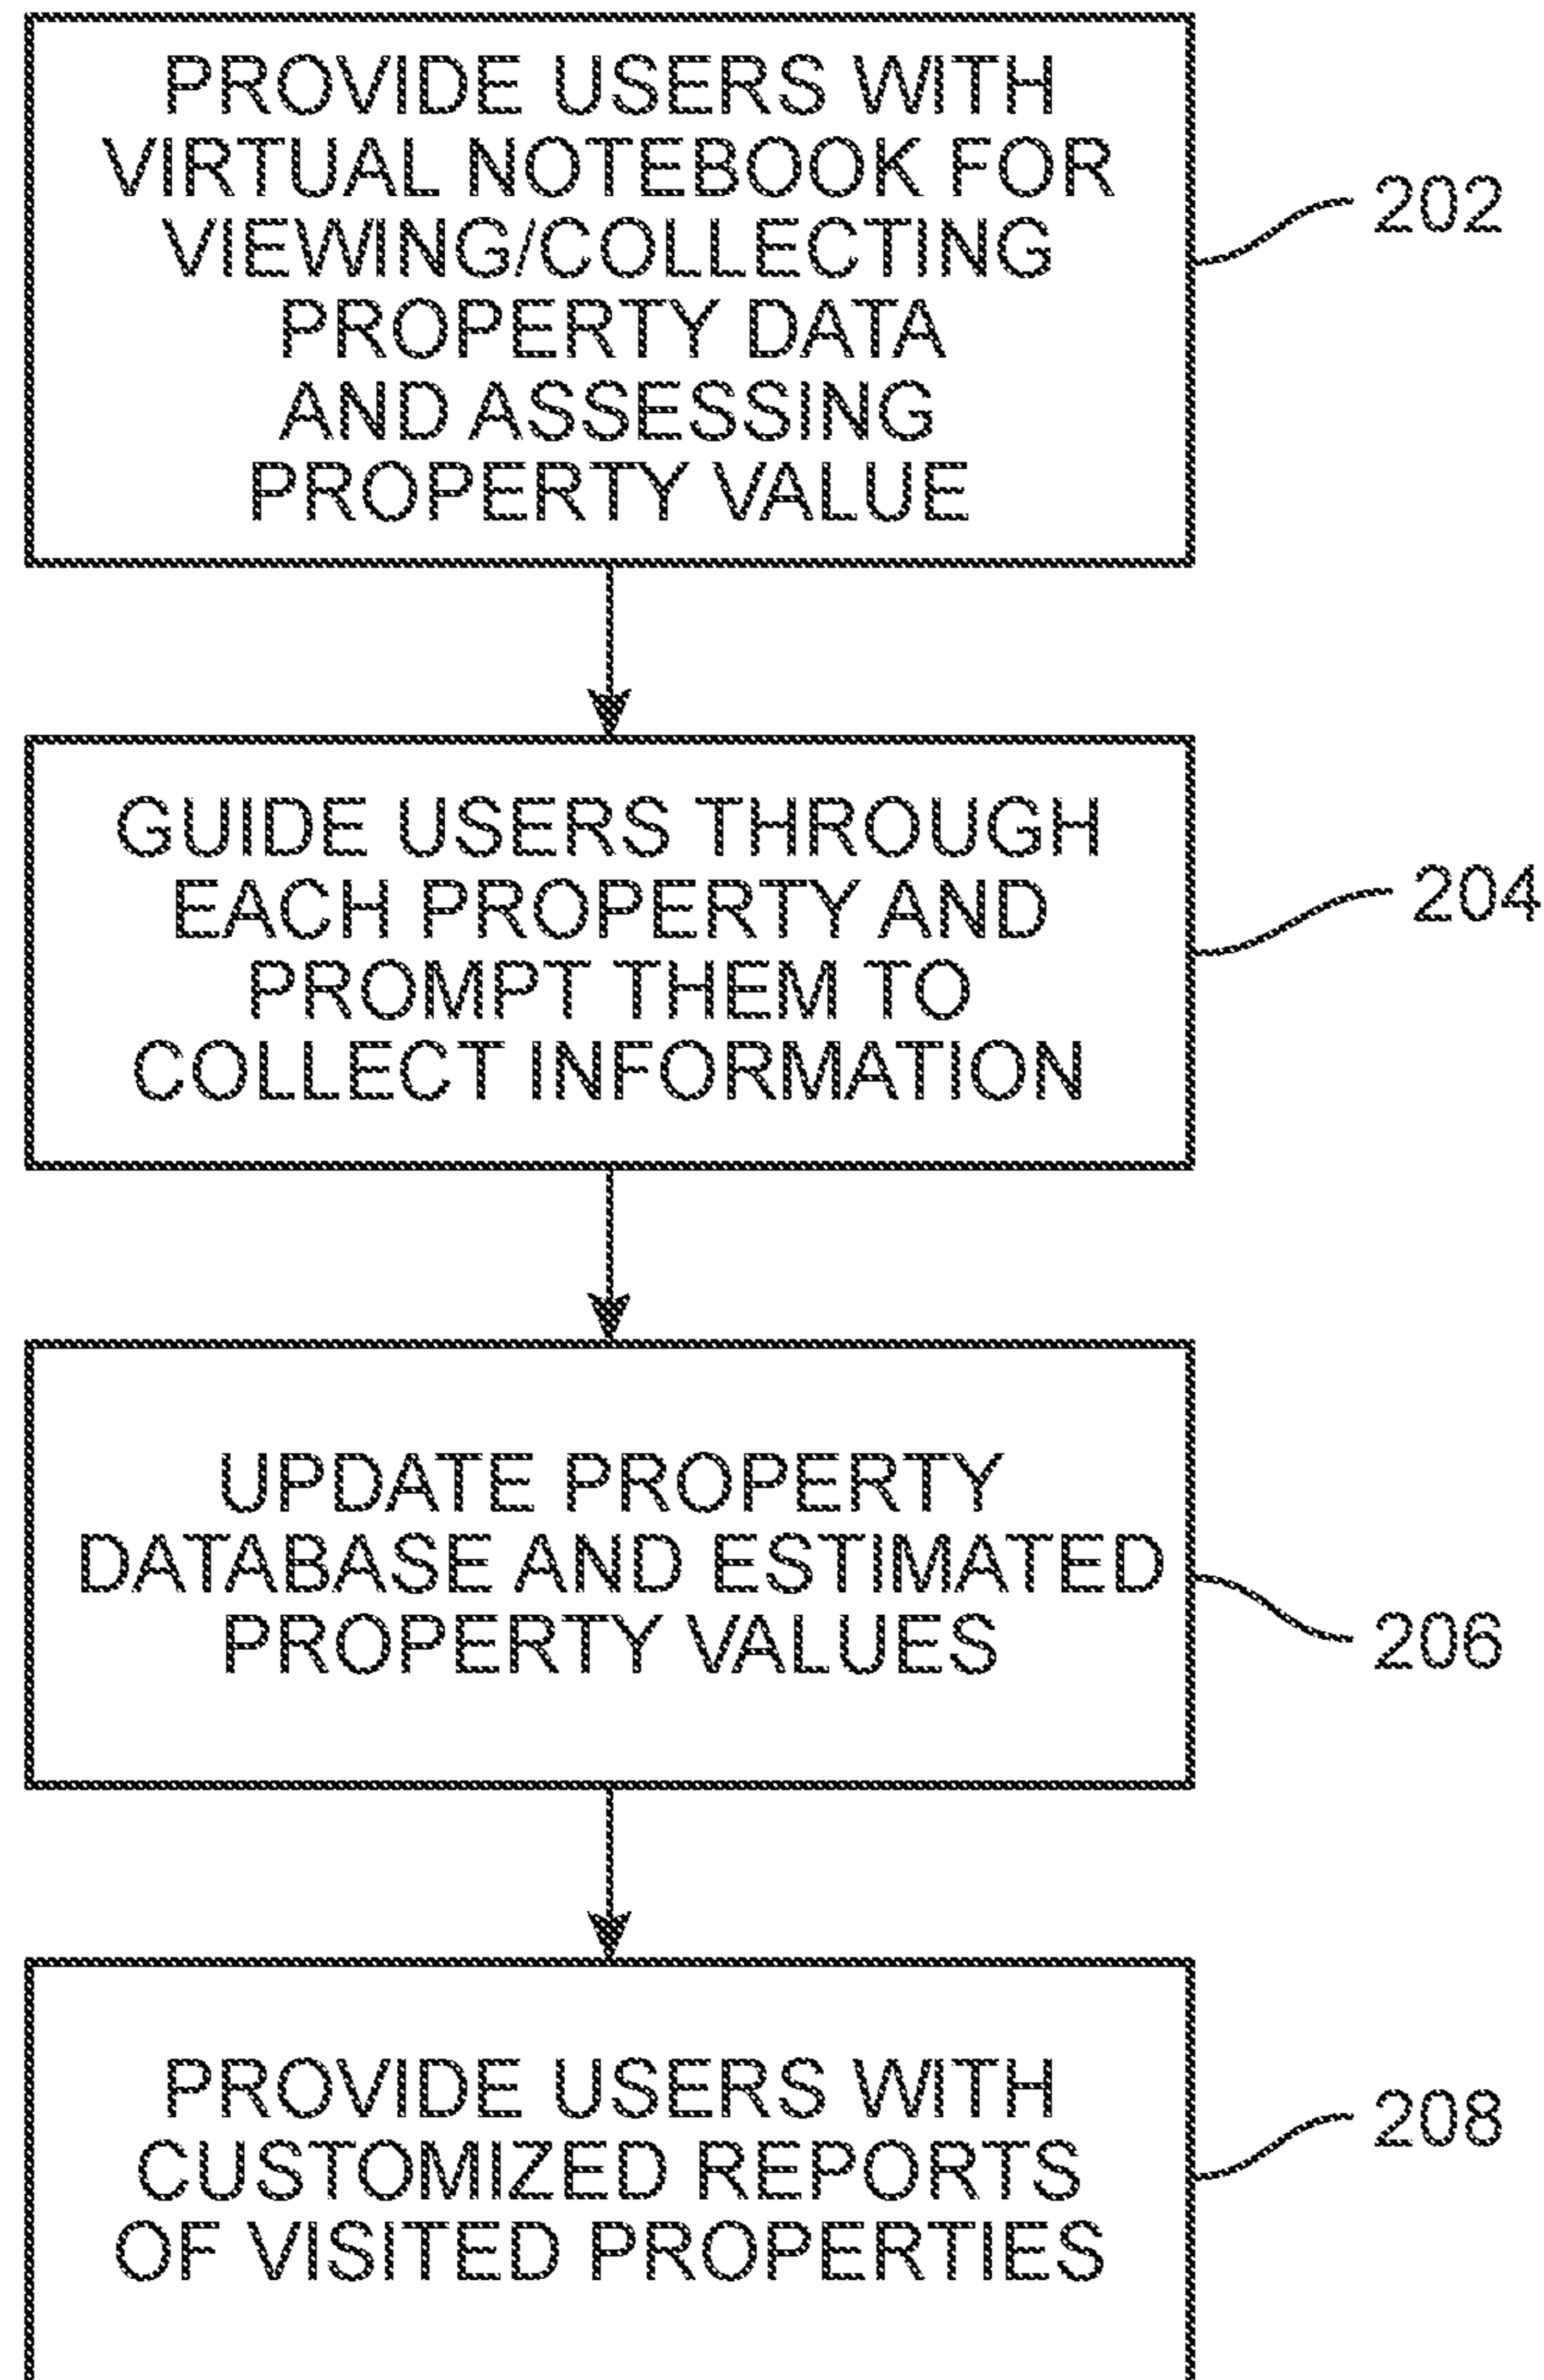 PROVIDE USERS WITH
VIRTUAL NOTEBOOK FOR
VIEWING/COLLECTING
PROPERTY DATA
AND ASSESSING
PROPERTY VALUE
202
GUIDE USERS THROUGH
EACH PROPERTY AND
PROMPT THEM TO
COLLECT INFORMATION
204
UPDATE PROPERTY
DATABASE AND ESTIMATED
PROPERTY VALUES
206
PROVIDE USERS WITH
CUSTOMIZED REPORTS
OF VISITED PROPERTIES
208